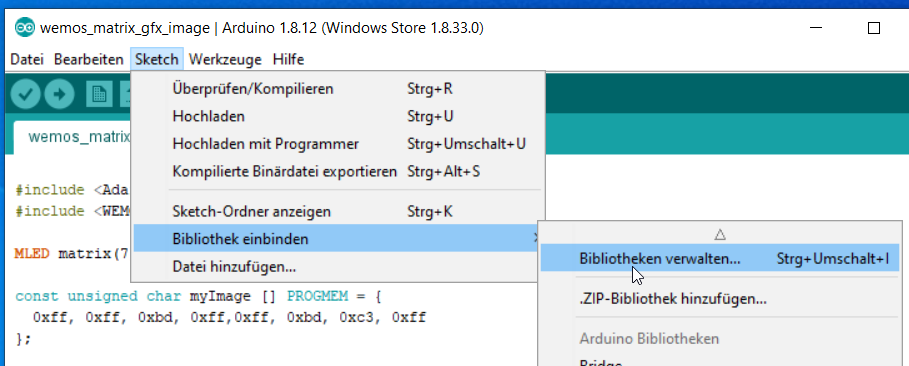 wemos_matrix_gfx_image | Arduino 1.8.12 (Windows Store 1.8.33.0)
Datei Bearbeiten Sketch Werkzeuge Hilfe
Überprüfen/Kompilieren Strg+R
Hochladen Strg+U
Hochladen mit Programmer Strg+Umschalt+U
Kompilierte Binärdatei exportieren Strg+Alt+S
Sketch-Ordner anzeigen Strg+K
Bibliothek einbinden
Datei hinzufügen...
Bibliotheken verwalten... Strg+Umschalt+I
.ZIP-Bibliothek hinzufügen...
Arduino Bibliotheken
Bridge
wemos_matrix
#include <Ada
#include <WEM
MLED matrix(7
const unsigned char myImage [] PROGMEM = {
0xff, 0xff, 0xbd, 0xff,0xff, 0xbd, 0xc3, 0xff
};